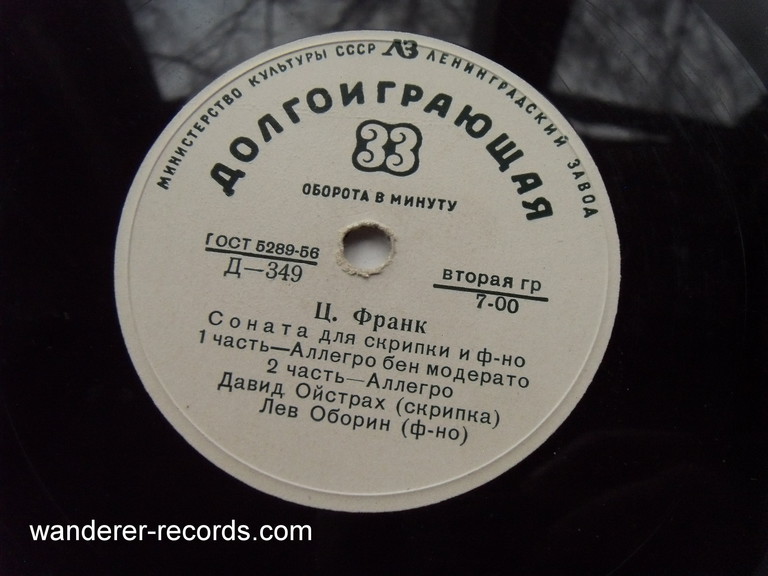 МИНИСТЕРСТВО КУЛЬТУРЫ СССР ЛЗ ЛЕНИНГРАДСКИЙ ЗАВОД
ДОЛГОИГРАЮЩАЯ
33
ОБОРОТА В МИНУТУ
ГОСТ 5289-56
Д—349
вторая гр
7-00
Ц. Франк
Соната для скрипки и ф-но
1 часть—Аллегро бен модерато
2 часть—Аллегро
Давид Ойстрах (скрипка)
Лев Оборин (ф-но)
wanderer-records.com